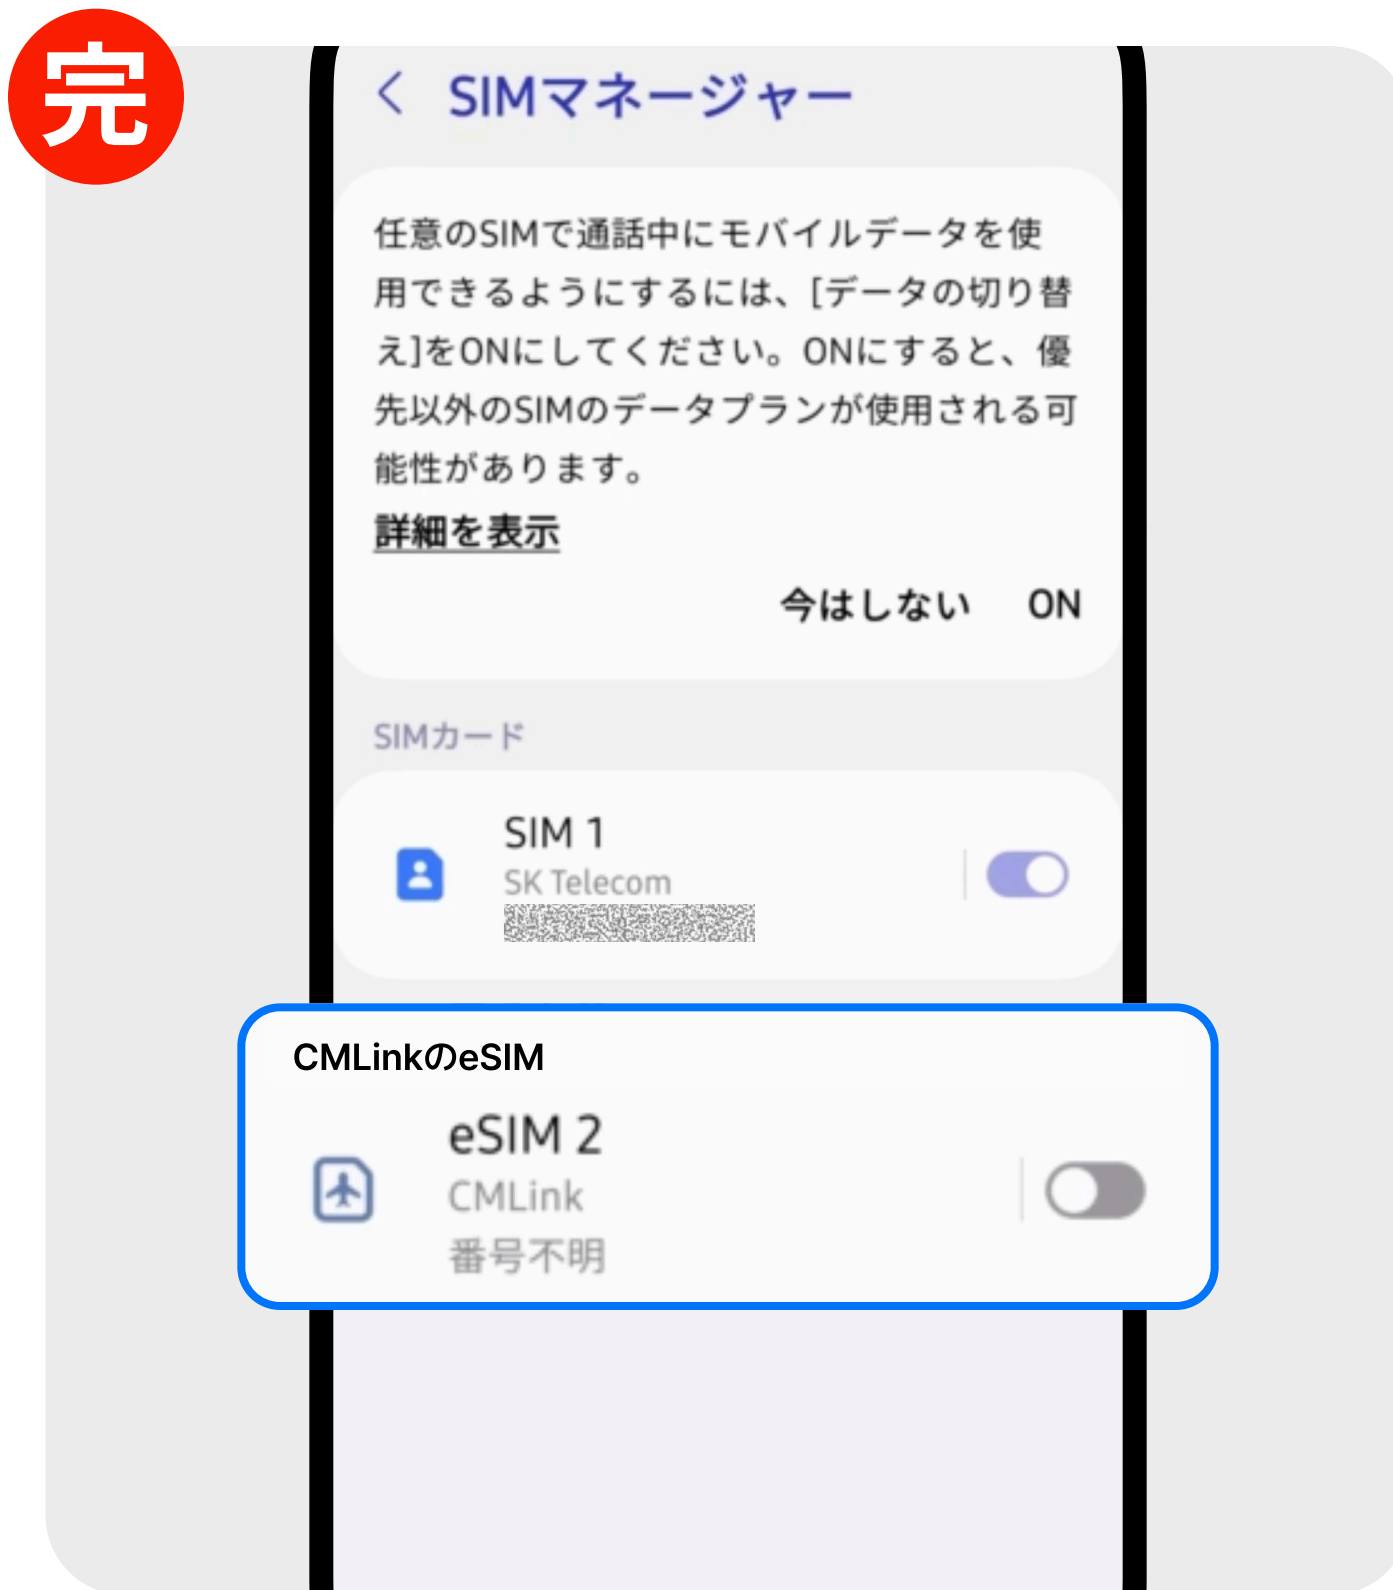 完
SIMマネージャー
任意のSIMで通話中にモバイルデータを使
用できるようにするには、[データの切り替
え]をONにしてください。ONにすると、優
先以外のSIMのデータプランが使用される可
能性があります。
詳細を表示
今はしない ON
SIMカード
SIM 1
SK Telecom
CMLinkのeSIM
eSIM 2
CMLink
番号不明